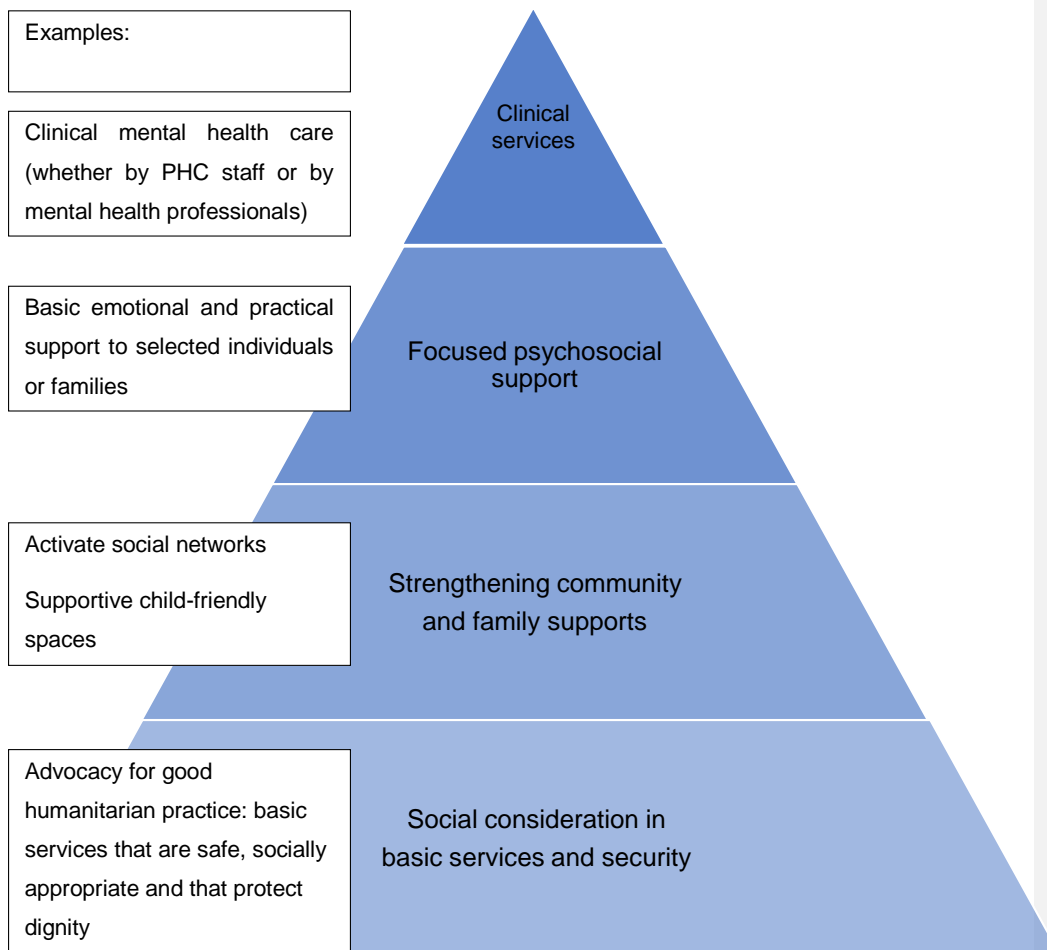 Examples:
Clinical
services
Clinical mental health care
(whether by PHC staff or by
mental health professionals)
Basic emotional and practical
support to selected individuals
or families
Focused psychosocial
support
Activate social networks
Supportive child-friendly
spaces
Strengthening community
and family supports
Advocacy for good
humanitarian practice: basic
services that are safe, socially
appropriate and that protect
dignity
Social consideration in
basic services and security